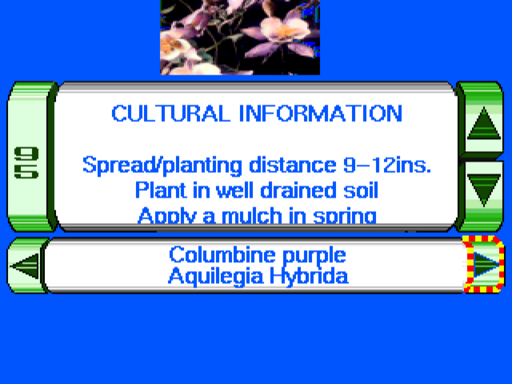 CULTURAL INFORMATION
95
Spread/planting distance 9-12ins.
Plant in well drained soil
Apply a mulch in spring
Columbine purple
Aquilegia Hybrida